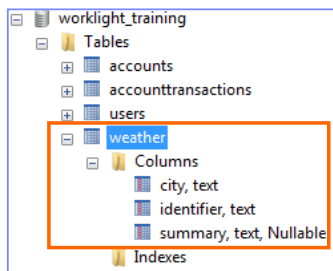 worklight_training
Tables
accounts
accounttransactions
users
weather
Columns
city, text
identifier, text
summary, text, Nullable
Indexes